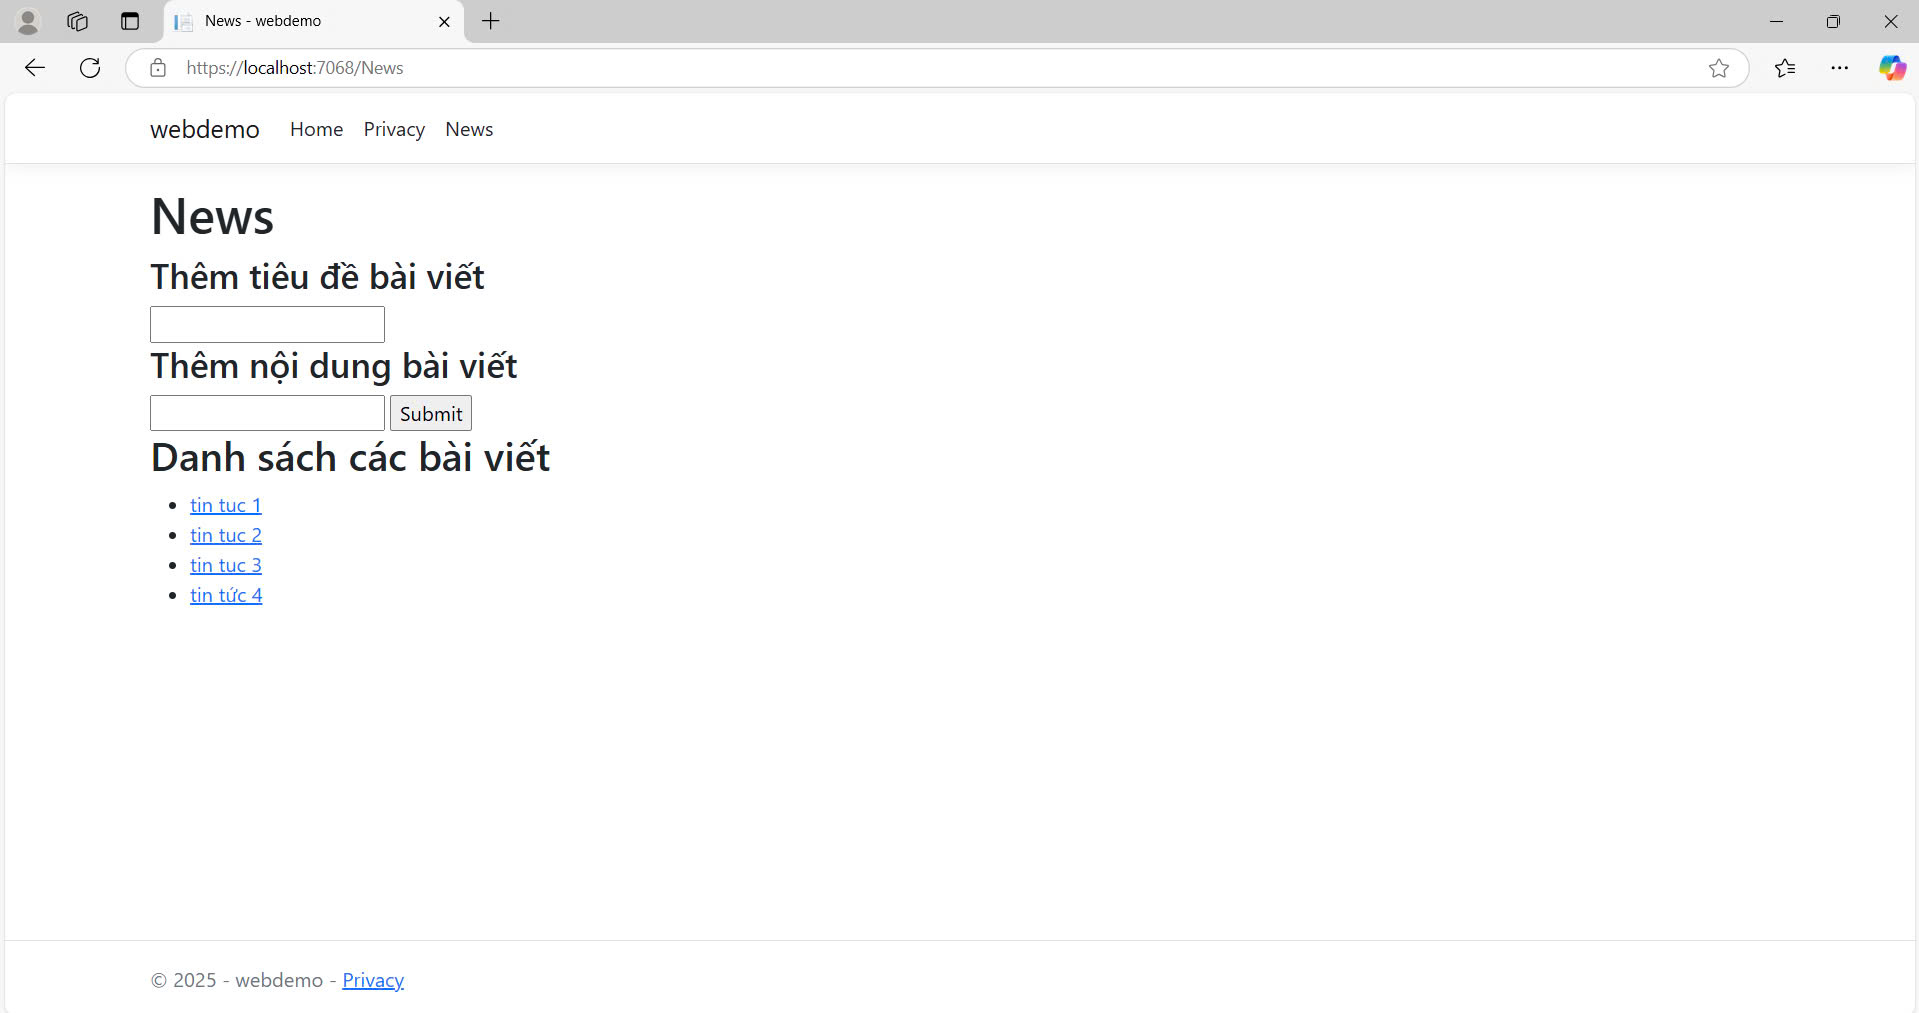 News - webdemo
https://localhost:7068/News
webdemo Home Privacy News
News
Thêm tiêu đề bài viết
Thêm nội dung bài viết
Submit
Danh sách các bài viết
tin tuc 1
tin tuc 2
tin tuc 3
tin tức 4
© 2025 - webdemo - Privacy